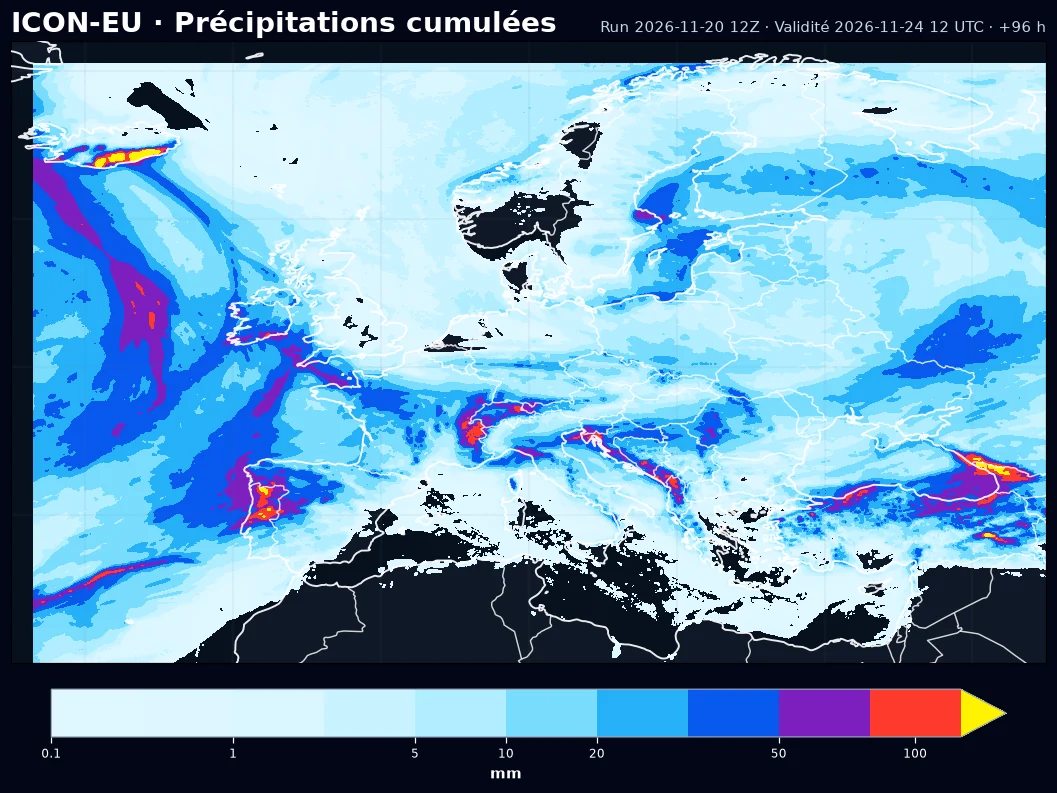 ICON-EU · Précipitations cumulées
Run 2026-11-20 12Z · Validité 2026-11-24 12 UTC · +96 h
0.1 1 5 10 20 50 100
mm